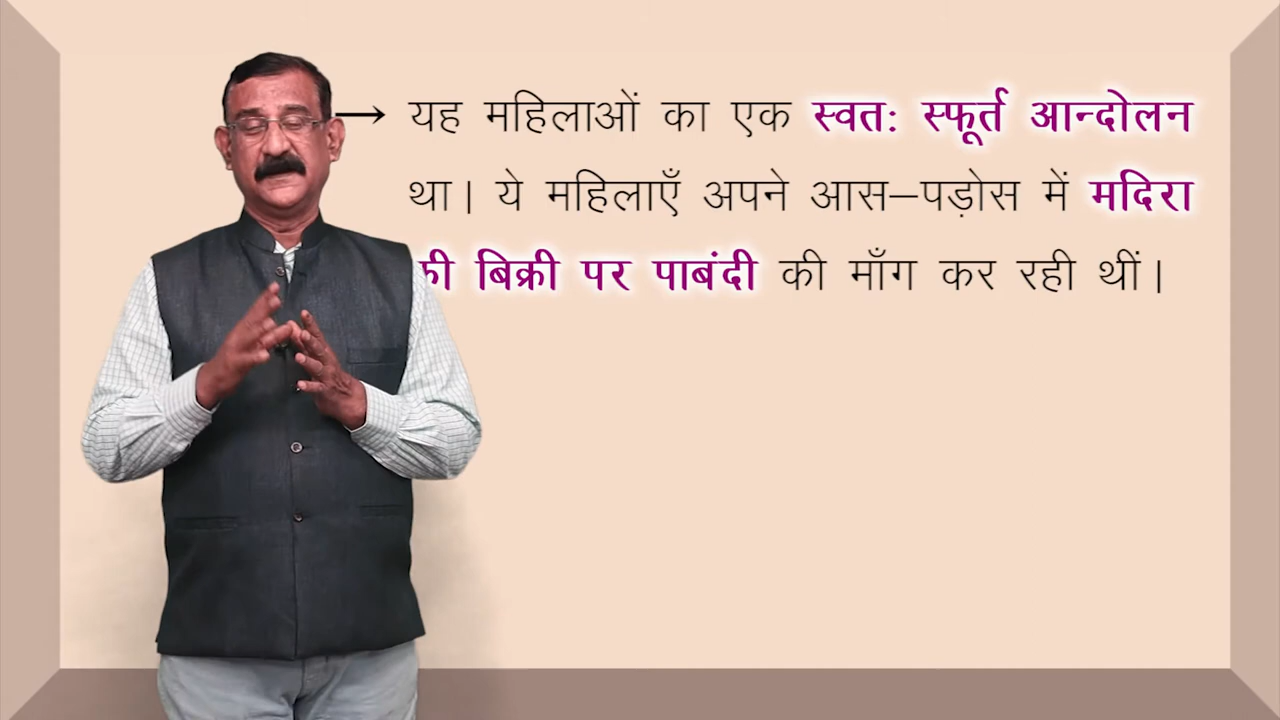 → यह महिलाओं का एक स्वत: स्फूर्त आन्दोलन
था। ये महिलाएँ अपने आस–पड़ोस में मदिरा
की बिक्री पर पाबंदी की माँग कर रही थीं।